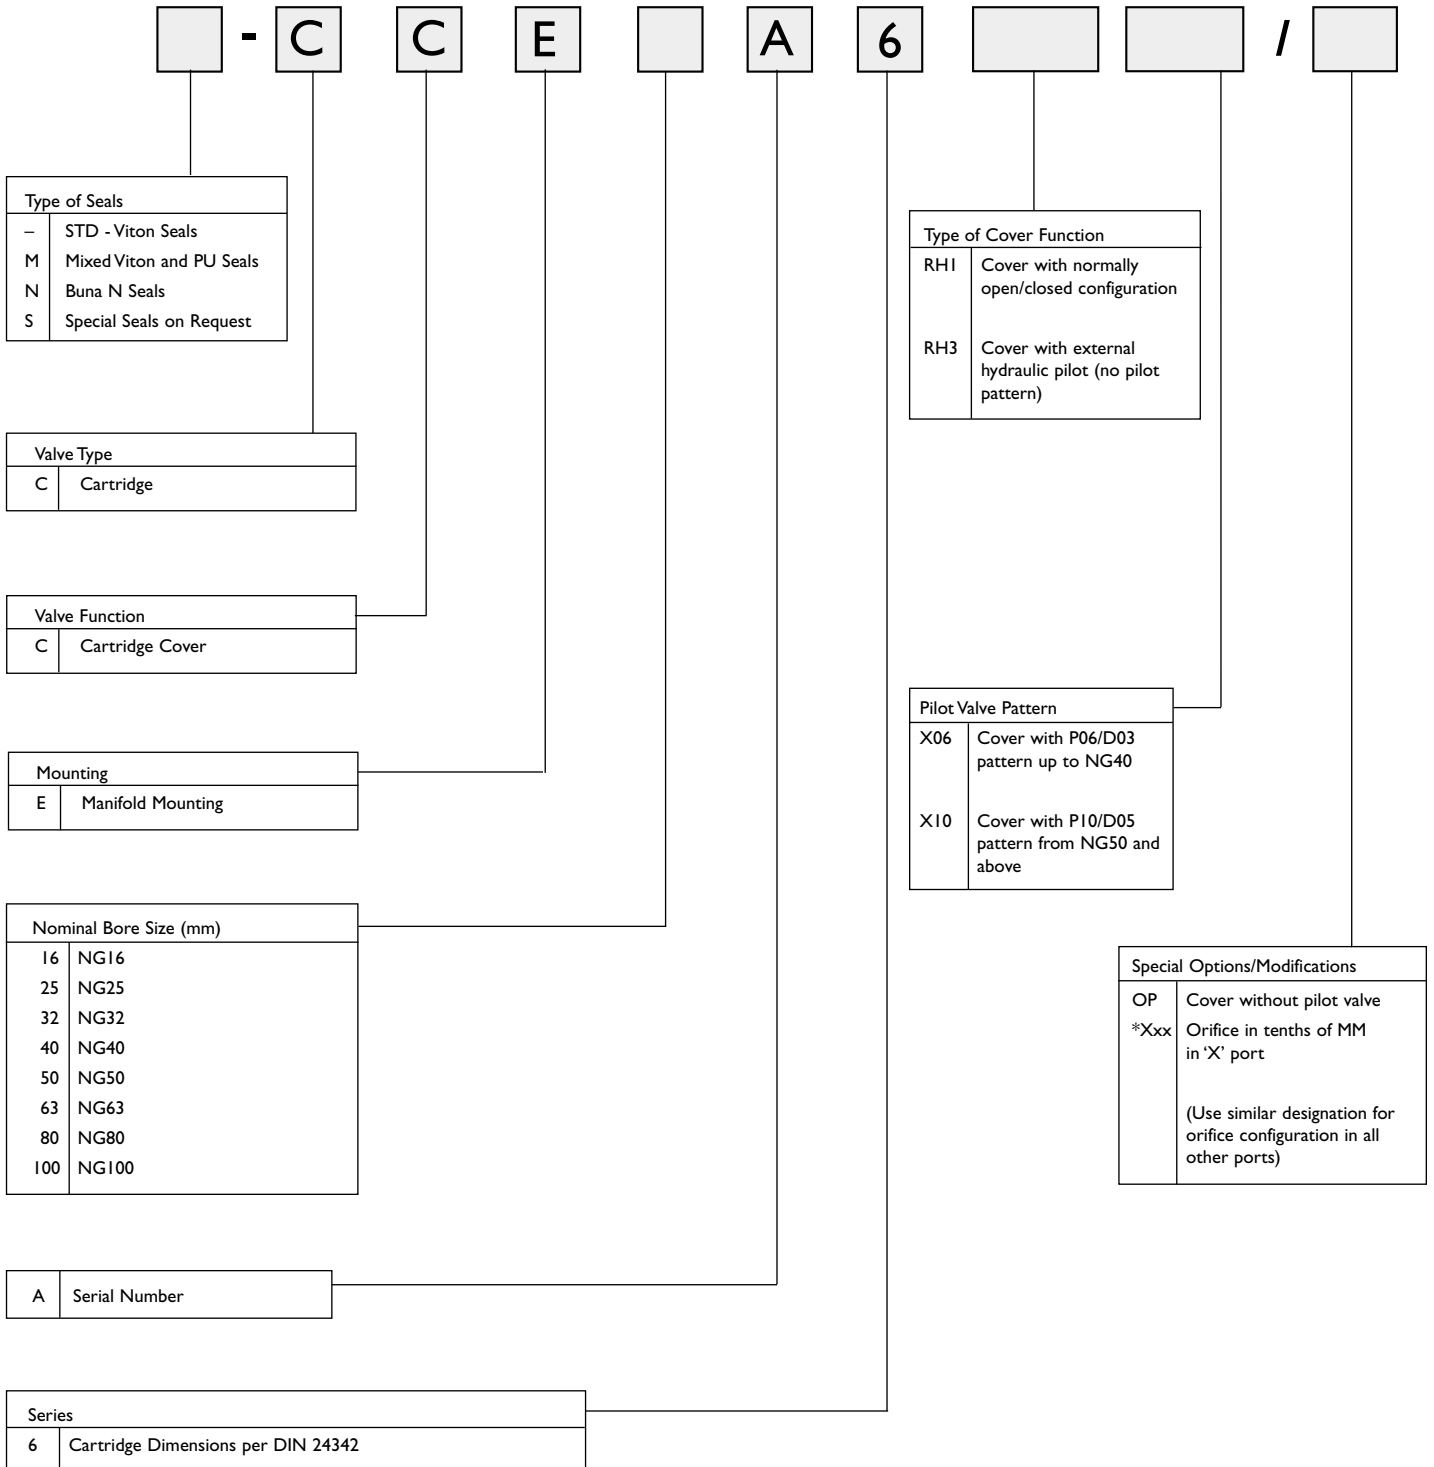 - C C E A 6 /
Type of Seals
– STD - Viton Seals
M Mixed Viton and PU Seals
N Buna N Seals
S Special Seals on Request
Valve Type
C Cartridge
Valve Function
C Cartridge Cover
Mounting
E Manifold Mounting
Nominal Bore Size (mm)
16 NG16
25 NG25
32 NG32
40 NG40
50 NG50
63 NG63
80 NG80
100 NG100
A Serial Number
Series
6 Cartridge Dimensions per DIN 24342
Type of Cover Function
RH1 Cover with normally
open/closed configuration
RH3 Cover with external
hydraulic pilot (no pilot
pattern)
Pilot Valve Pattern
X06 Cover with P06/D03
pattern up to NG40
X10 Cover with P10/D05
pattern from NG50 and
above
Special Options/Modifications
OP Cover without pilot valve
*Xxx Orifice in tenths of MM
in ‘X’ port
(Use similar designation for
orifice configuration in all
other ports)